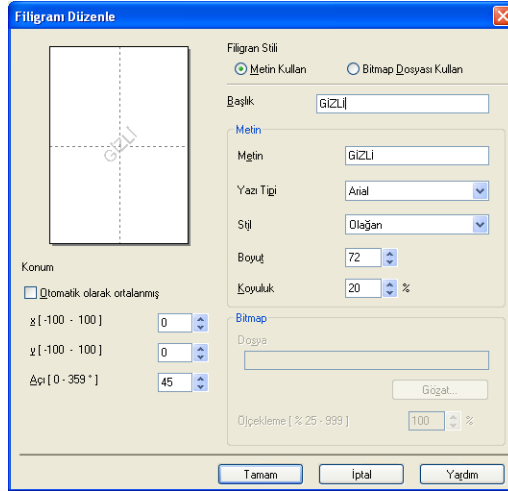 Filigram Düzenle
GİZLİ
Filigran Stili
Metin Kullan
Bitmap Dosyası Kullan
Başlık
GİZLİ
Metin
Metin
GİZLİ
Yazı Tipi
Arial
Stil
Olağan
Boyut
72
Koyuluk
20 %
Konum
Otomatik olarak ortalanmış
x [ -100 - 100 ]
0
y [ -100 - 100 ]
0
Açı [ 0 - 359 ° ]
45
Bitmap
Dosya
Gözat...
Ölçekleme [ % 25 - 999 ]
100 %
Tamam
İptal
Yardım